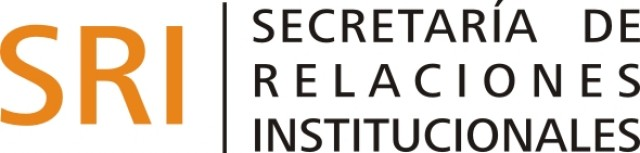 SRI
SECRETARÍA DE
RELACIONES
INSTITUCIONALES